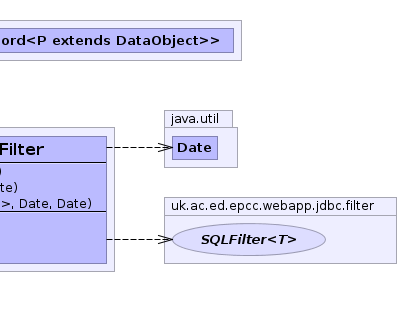 ord<P extends DataObject>>
java.util
Filter
Date
)
te)
>, Date, Date)
uk.ac.ed.epcc.webapp.jdbc.filter
SQLFilter<T>